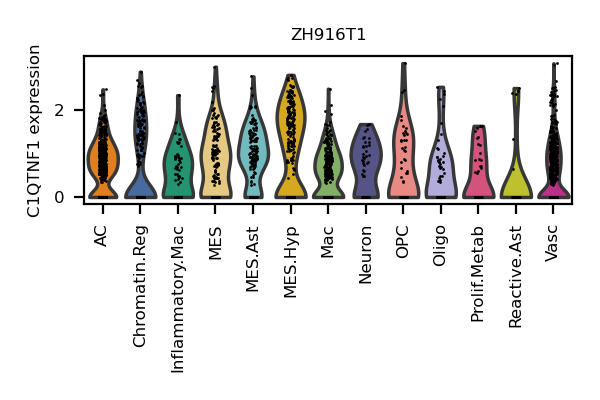 ZH916T1
C1QTNF1 expression
2
0
AC
Chromatin.Reg
Inflammatory.Mac
MES
MES.Ast
MES.Hyp
Mac
Neuron
OPC
Oligo
Prolif.Metab
Reactive.Ast
Vasc